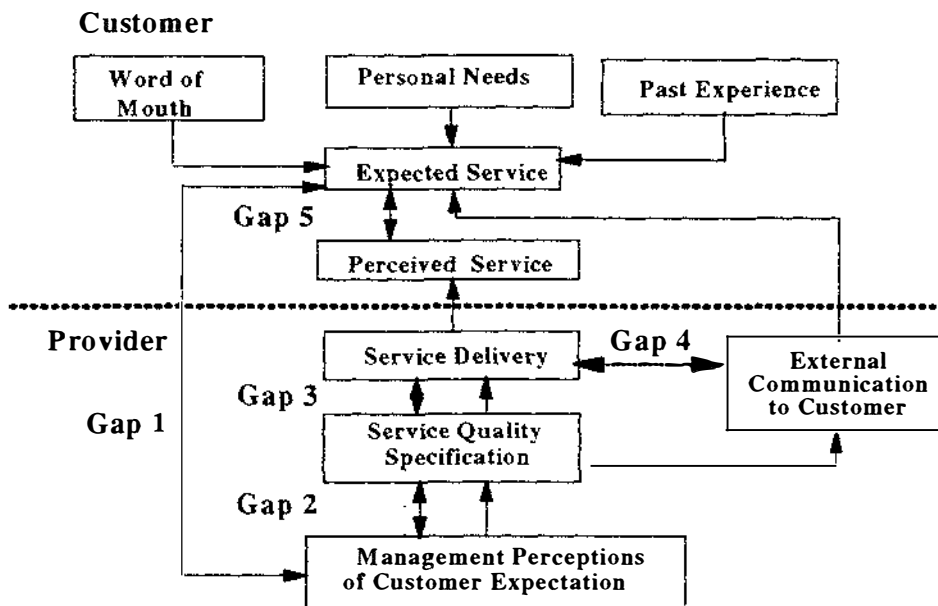 Customer
Word of
Mouth
Personal Needs
Past Experience
Expected Service
Gap 5
Perceived Service
Provider
Service Delivery
Gap 4
External
Communication
to Customer
Gap 3
Gap 1
Service Quality
Specification
Gap 2
Management Perceptions
of Customer Expectation